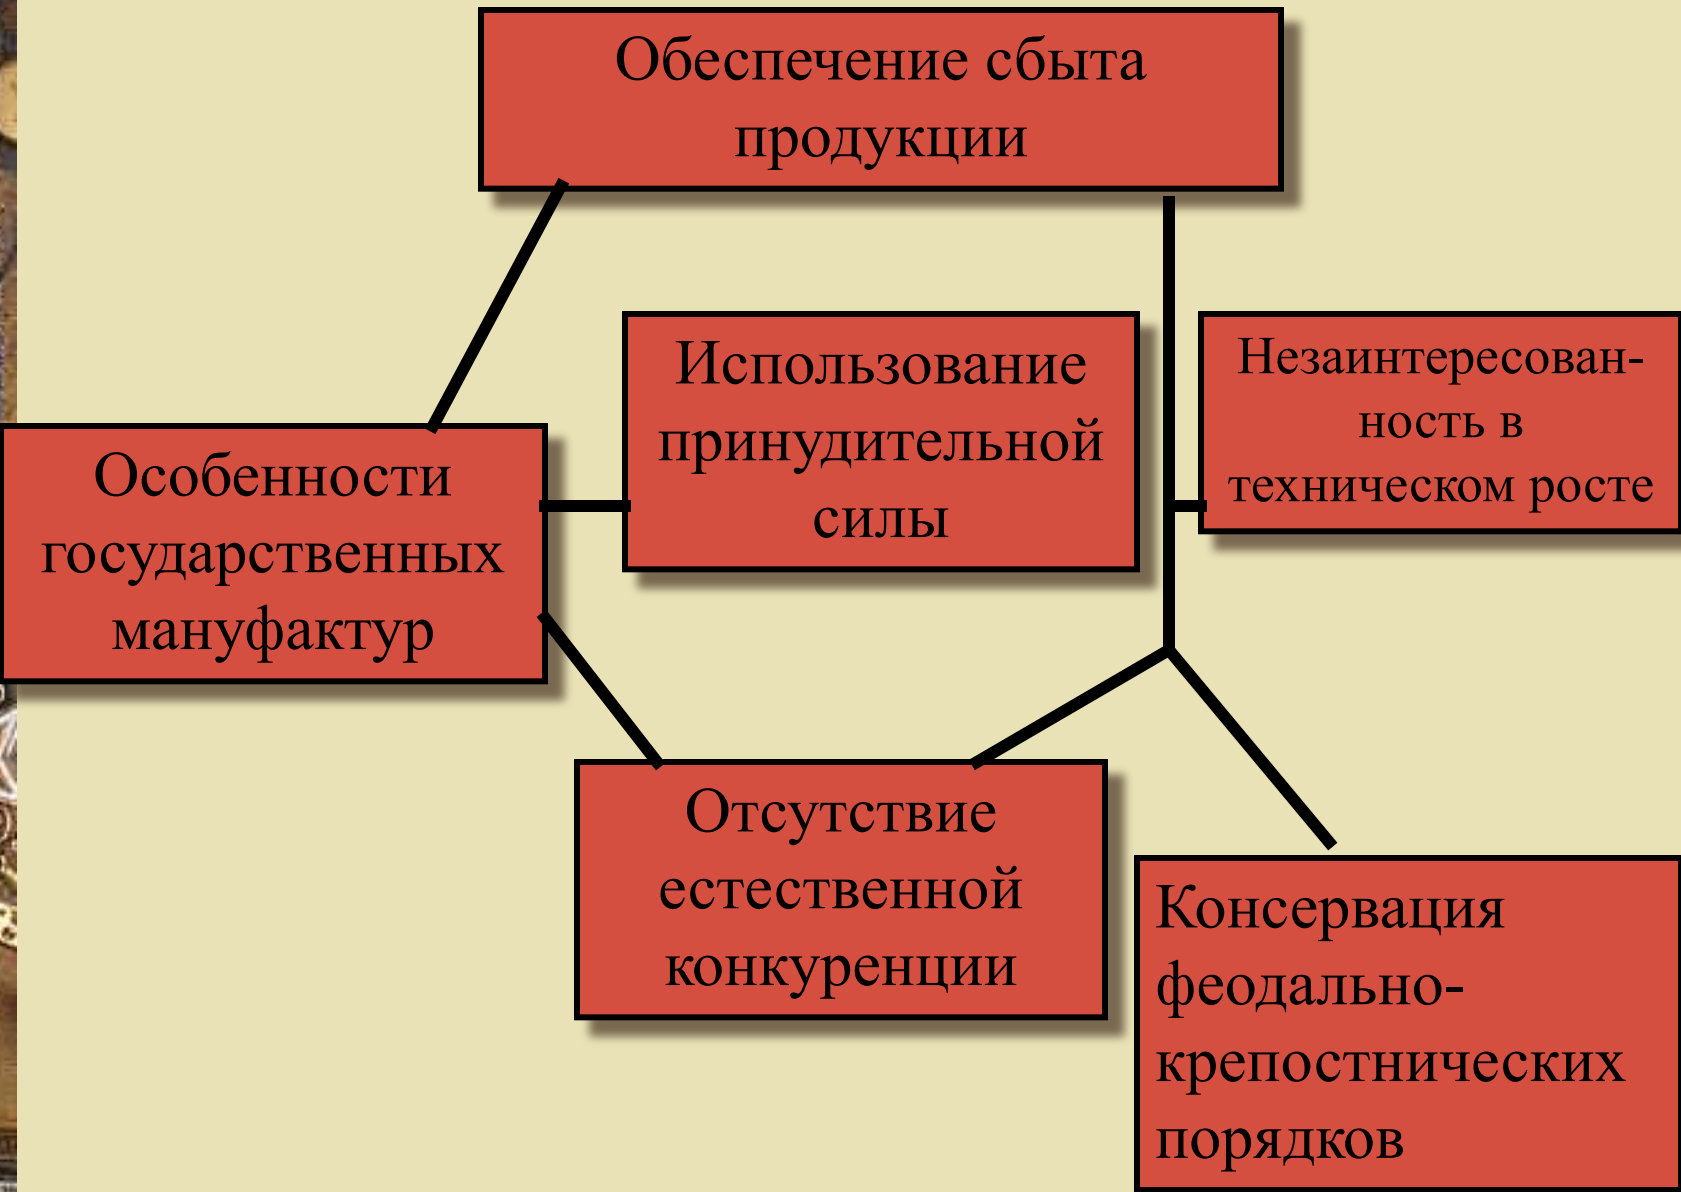 Обеспечение сбыта
продукции
Использование
принудительной
силы
Незаинтересован-
ность в
техническом росте
Особенности
государственных
мануфактур
Отсутствие
естественной
конкуренции
Консервация
феодально-
крепостнических
порядков